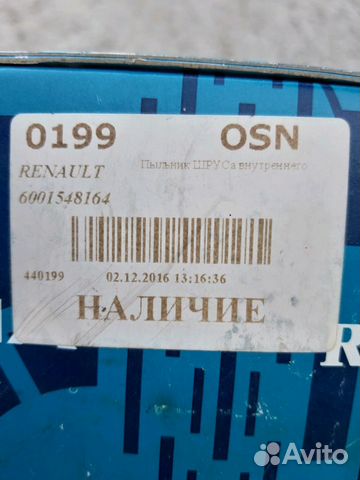 0199 OSN
RENAULT Пыльник ШРУСа внутреннего
6001548164
440199 02.12.2016 13:16:36
НАЛИЧИЕ
R
Avito